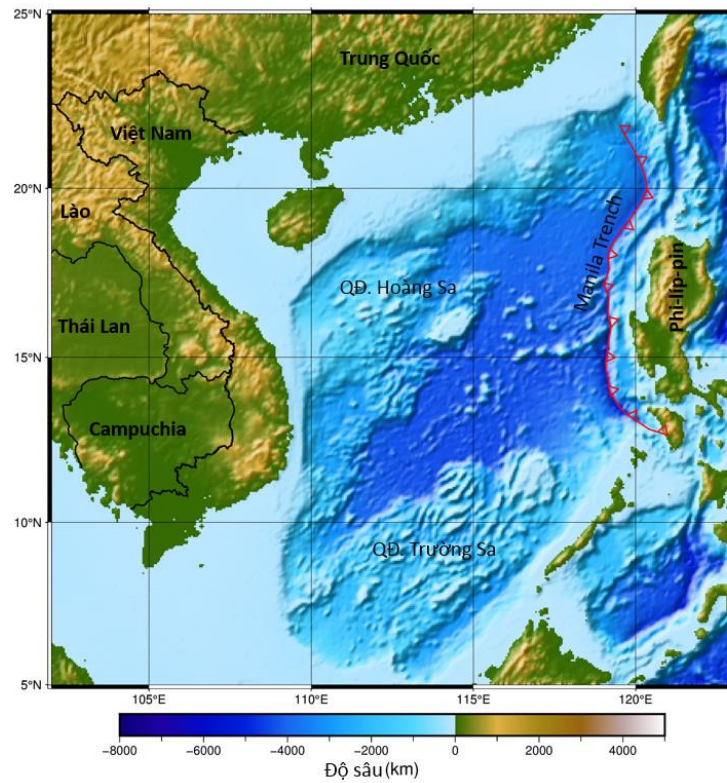 25°N
Trung Quốc
Việt Nam
20°N
Lào
Manila Trench
Phi-lip-pin
QĐ. Hoàng Sa
Thái Lan
15°N
Campuchia
10°N
QĐ. Trường Sa
5°N
105°E 110°E 115°E 120°E
−8000 −6000 −4000 −2000 0 2000 4000
Độ sâu (km)